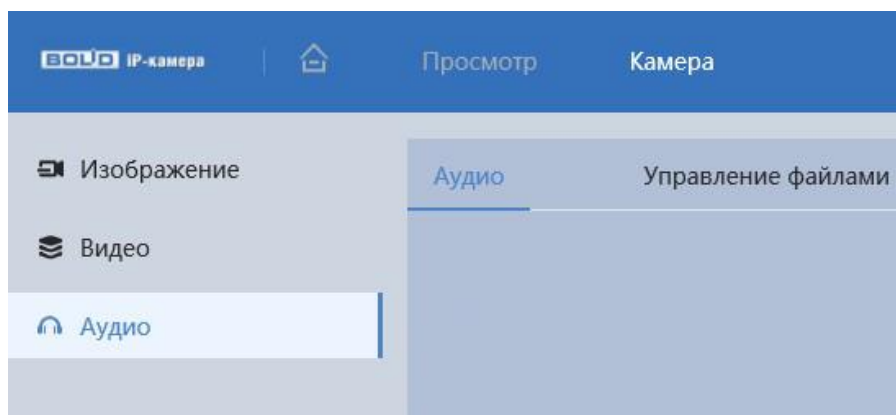 BOLID IP-камера Просмотр Камера
Изображение
Аудио Управление файлами
Видео
Аудио